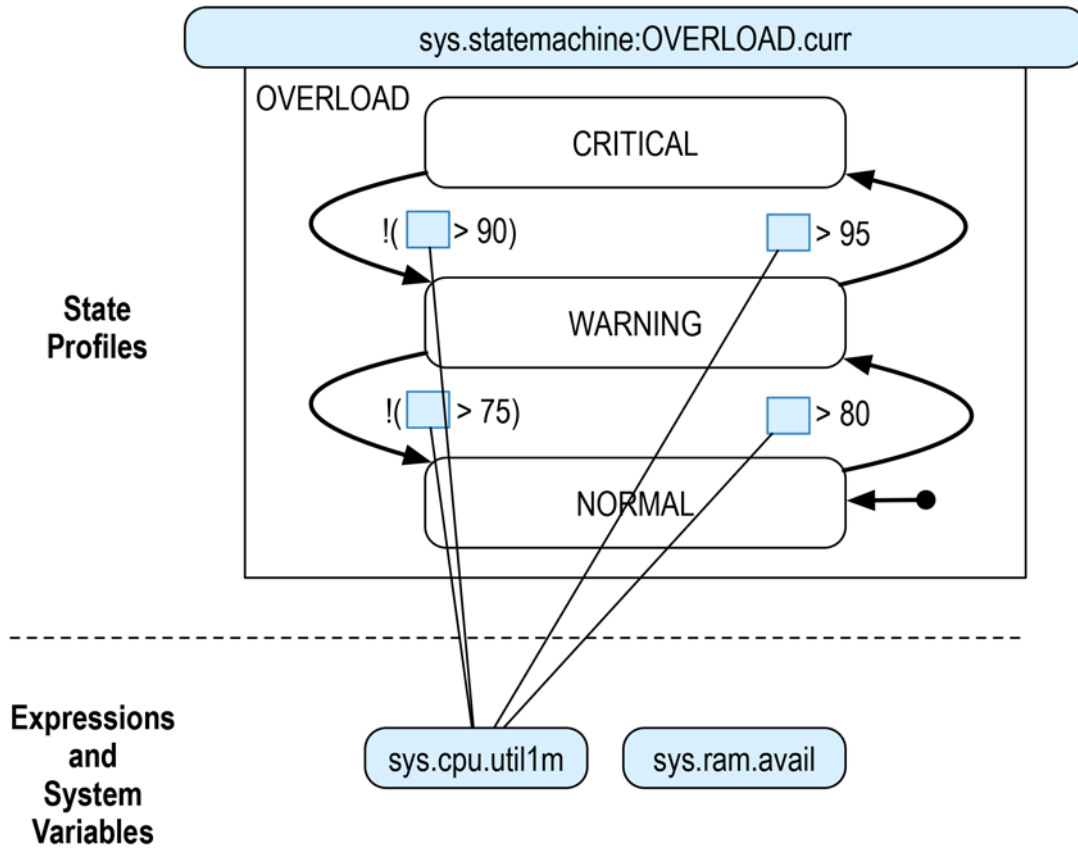 sys.statemachine:OVERLOAD.curr
OVERLOAD
CRITICAL
!( > 90)
> 95
State
Profiles
WARNING
!( > 75)
> 80
NORMAL
Expressions
and
System
Variables
sys.cpu.util1m
sys.ram.avail